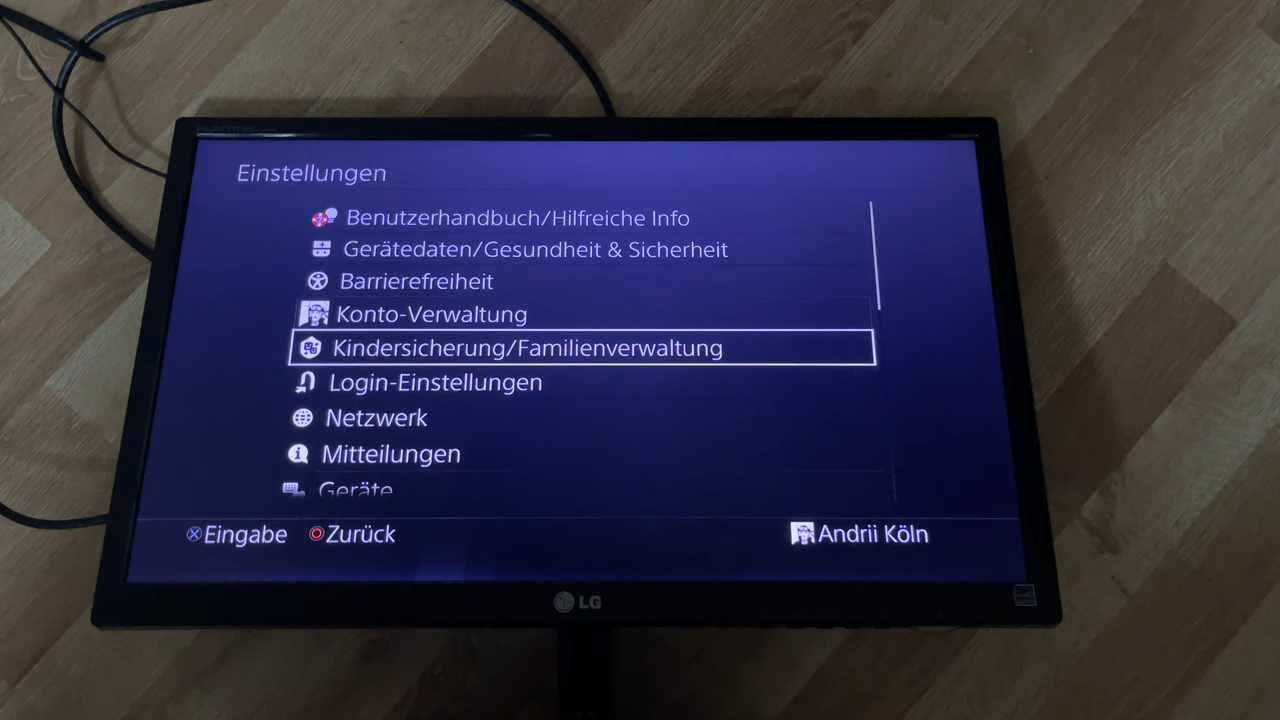 Einstellungen
Benutzerhandbuch/Hilfreiche Info
Gerätedaten/Gesundheit & Sicherheit
Barrierefreiheit
Konto-Verwaltung
Kindersicherung/Familienverwaltung
Login-Einstellungen
Netzwerk
Mitteilungen
Geräte
Eingabe Zurück Andrii Köln
LG